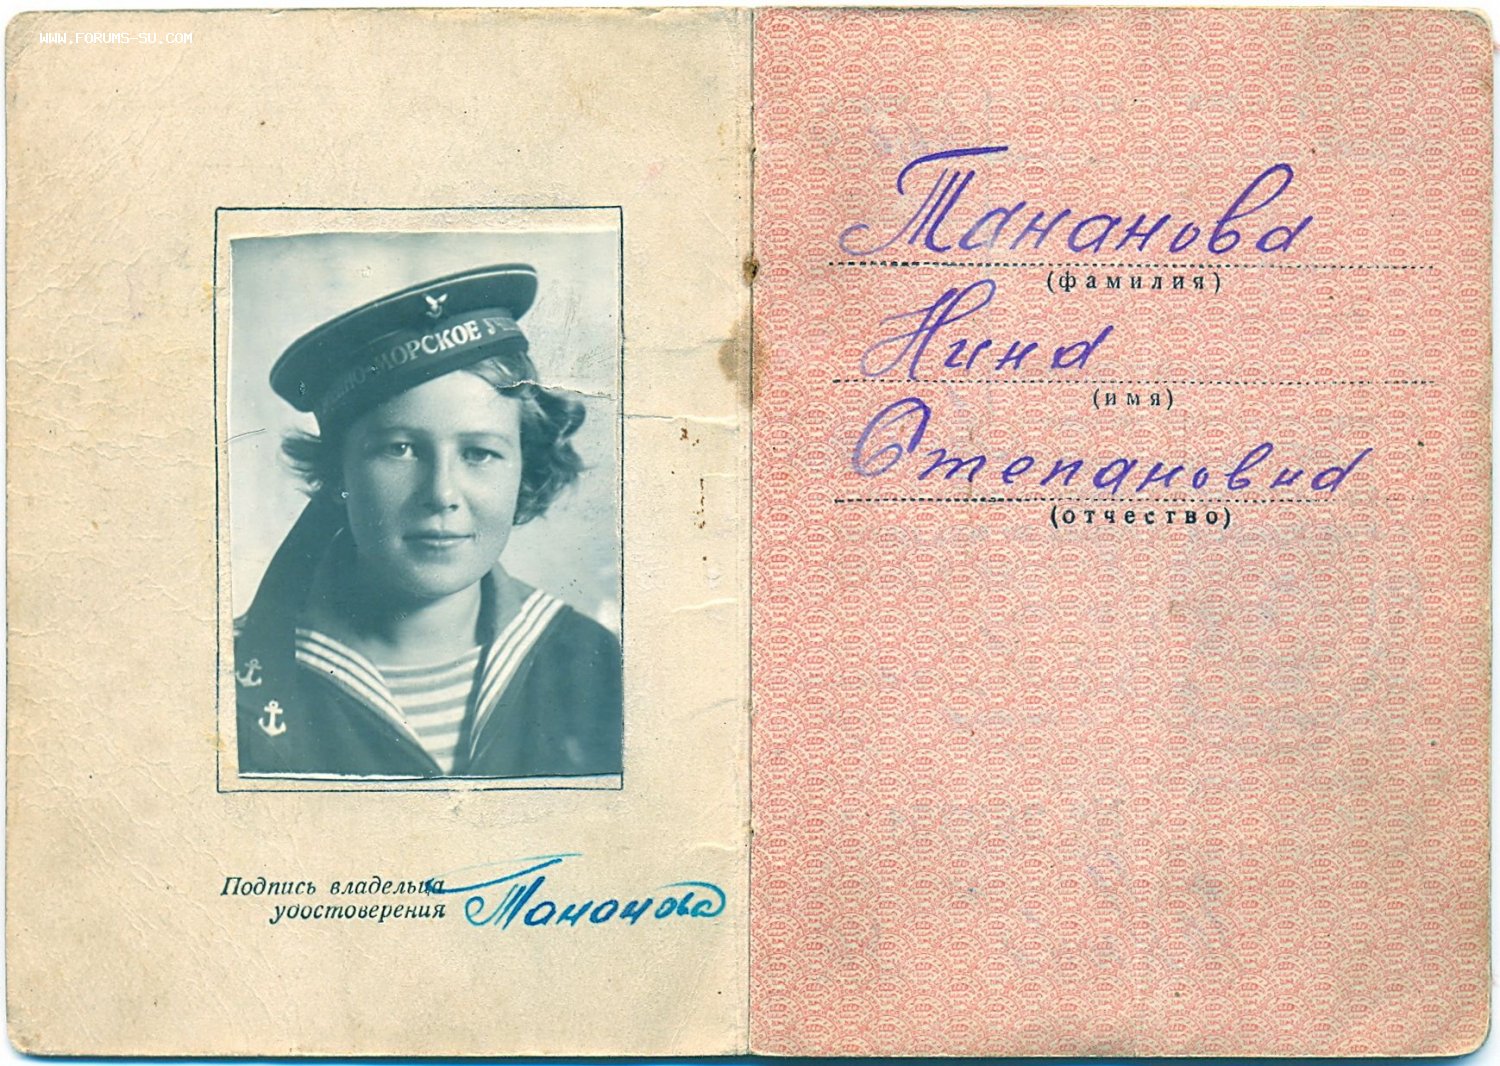 WWW.FORUMS-SU.COM
МОРСКОЕ
Подпись владельца
удостоверения
Тананова
Тананова
(фамилия)
Нина
(имя)
Степановна
(отчество)